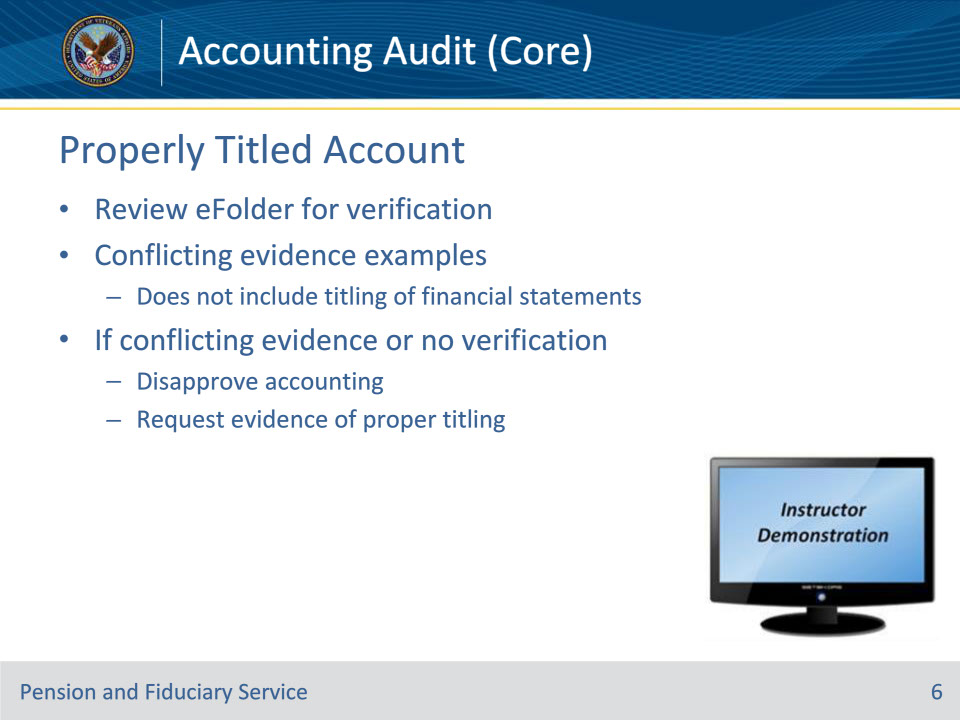 Accounting Audit (Core)
Properly Titled Account
• Review eFolder for verification
• Conflicting evidence examples
– Does not include titling of financial statements
• If conflicting evidence or no verification
– Disapprove accounting
– Request evidence of proper titling
Instructor
Demonstration
Pension and Fiduciary Service
6